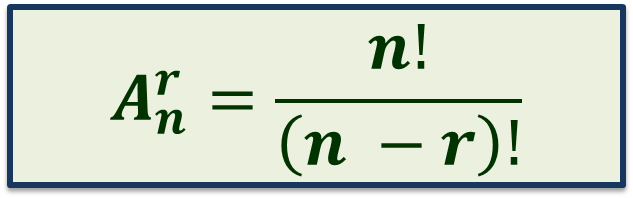 A_n^r = n! / (n − r)!